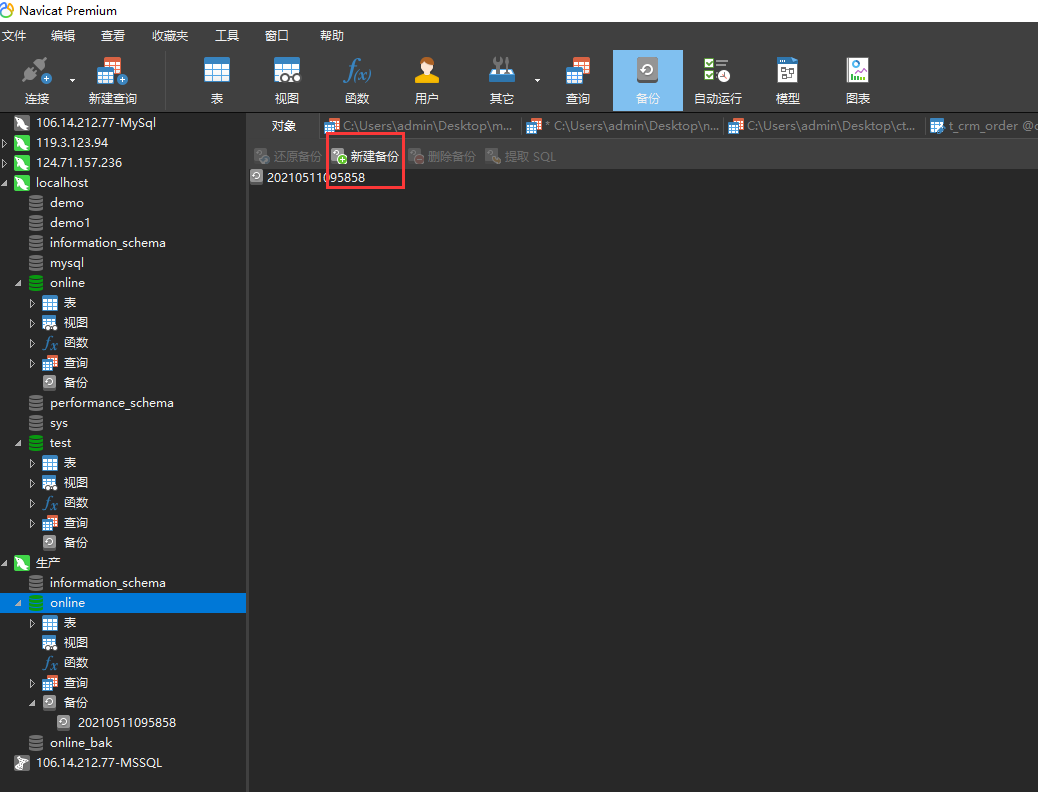 Navicat Premium
文件 编辑 查看 收藏夹 工具 窗口 帮助
连接 新建查询 表 视图 函数 用户 其它 查询 备份 自动运行 模型 图表
对象 C:\Users\admin\Desktop\m... * C:\Users\admin\Desktop\n... C:\Users\admin\Desktop\ct... t_crm_order @c
还原备份 新建备份 删除备份 提取 SQL
20210511095858
106.14.212.77-MySql
119.3.123.94
124.71.157.236
localhost
demo
demo1
information_schema
mysql
online
表
视图
函数
查询
备份
performance_schema
sys
test
表
视图
函数
查询
备份
生产
information_schema
online
表
视图
函数
查询
备份
20210511095858
online_bak
106.14.212.77-MSSQL